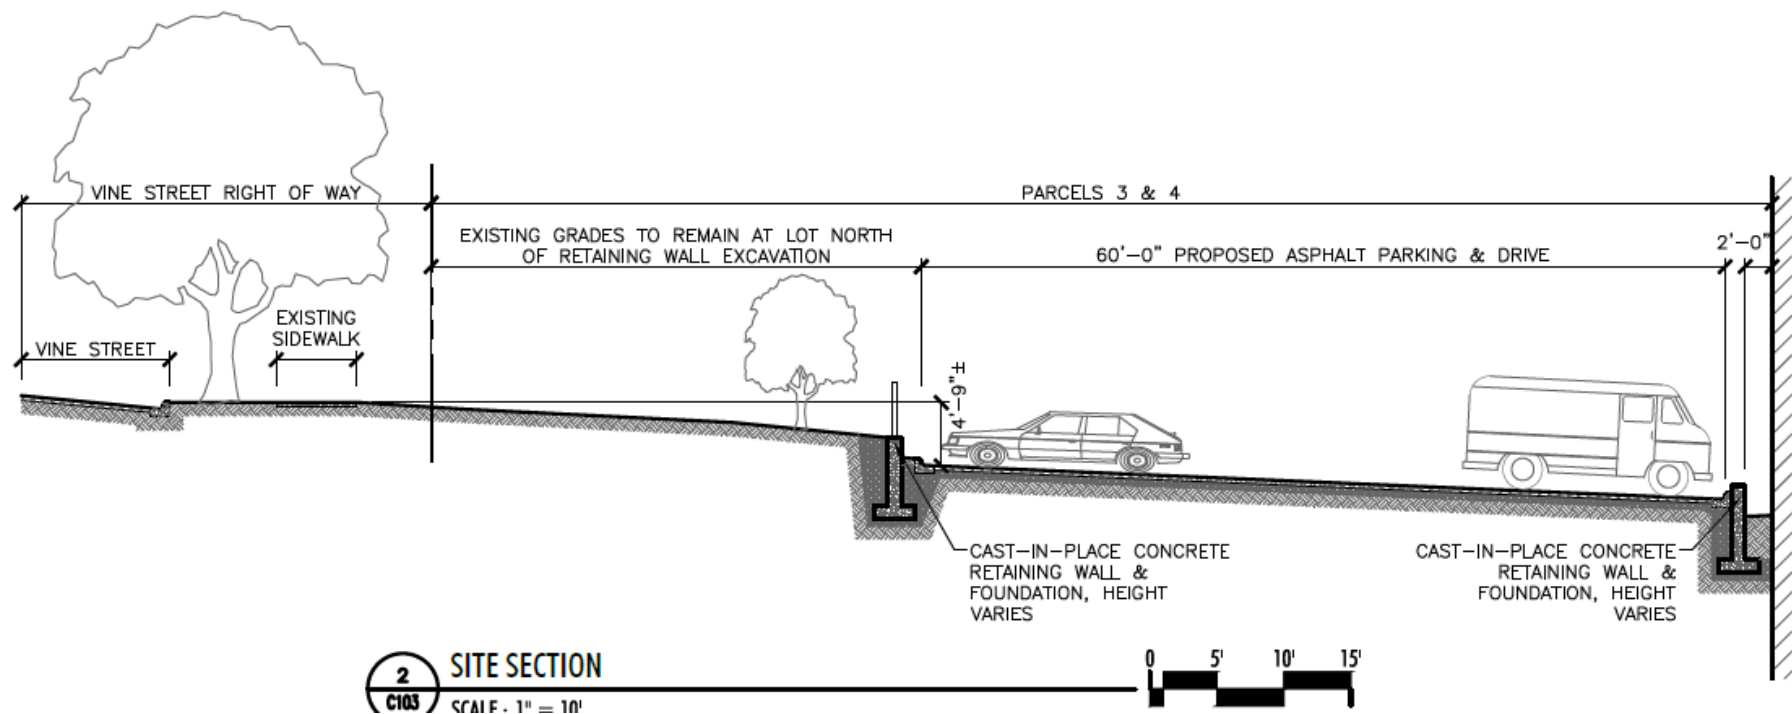 VINE STREET RIGHT OF WAY
PARCELS 3 & 4
EXISTING GRADES TO REMAIN AT LOT NORTH
OF RETAINING WALL EXCAVATION
60'-0" PROPOSED ASPHALT PARKING & DRIVE
2'-0"
EXISTING
SIDEWALK
VINE STREET
4'-9"±
CAST-IN-PLACE CONCRETE
RETAINING WALL &
FOUNDATION, HEIGHT
VARIES
CAST-IN-PLACE CONCRETE
RETAINING WALL &
FOUNDATION, HEIGHT
VARIES
2
C103
SITE SECTION
SCALE: 1" = 10'
0 5' 10' 15'